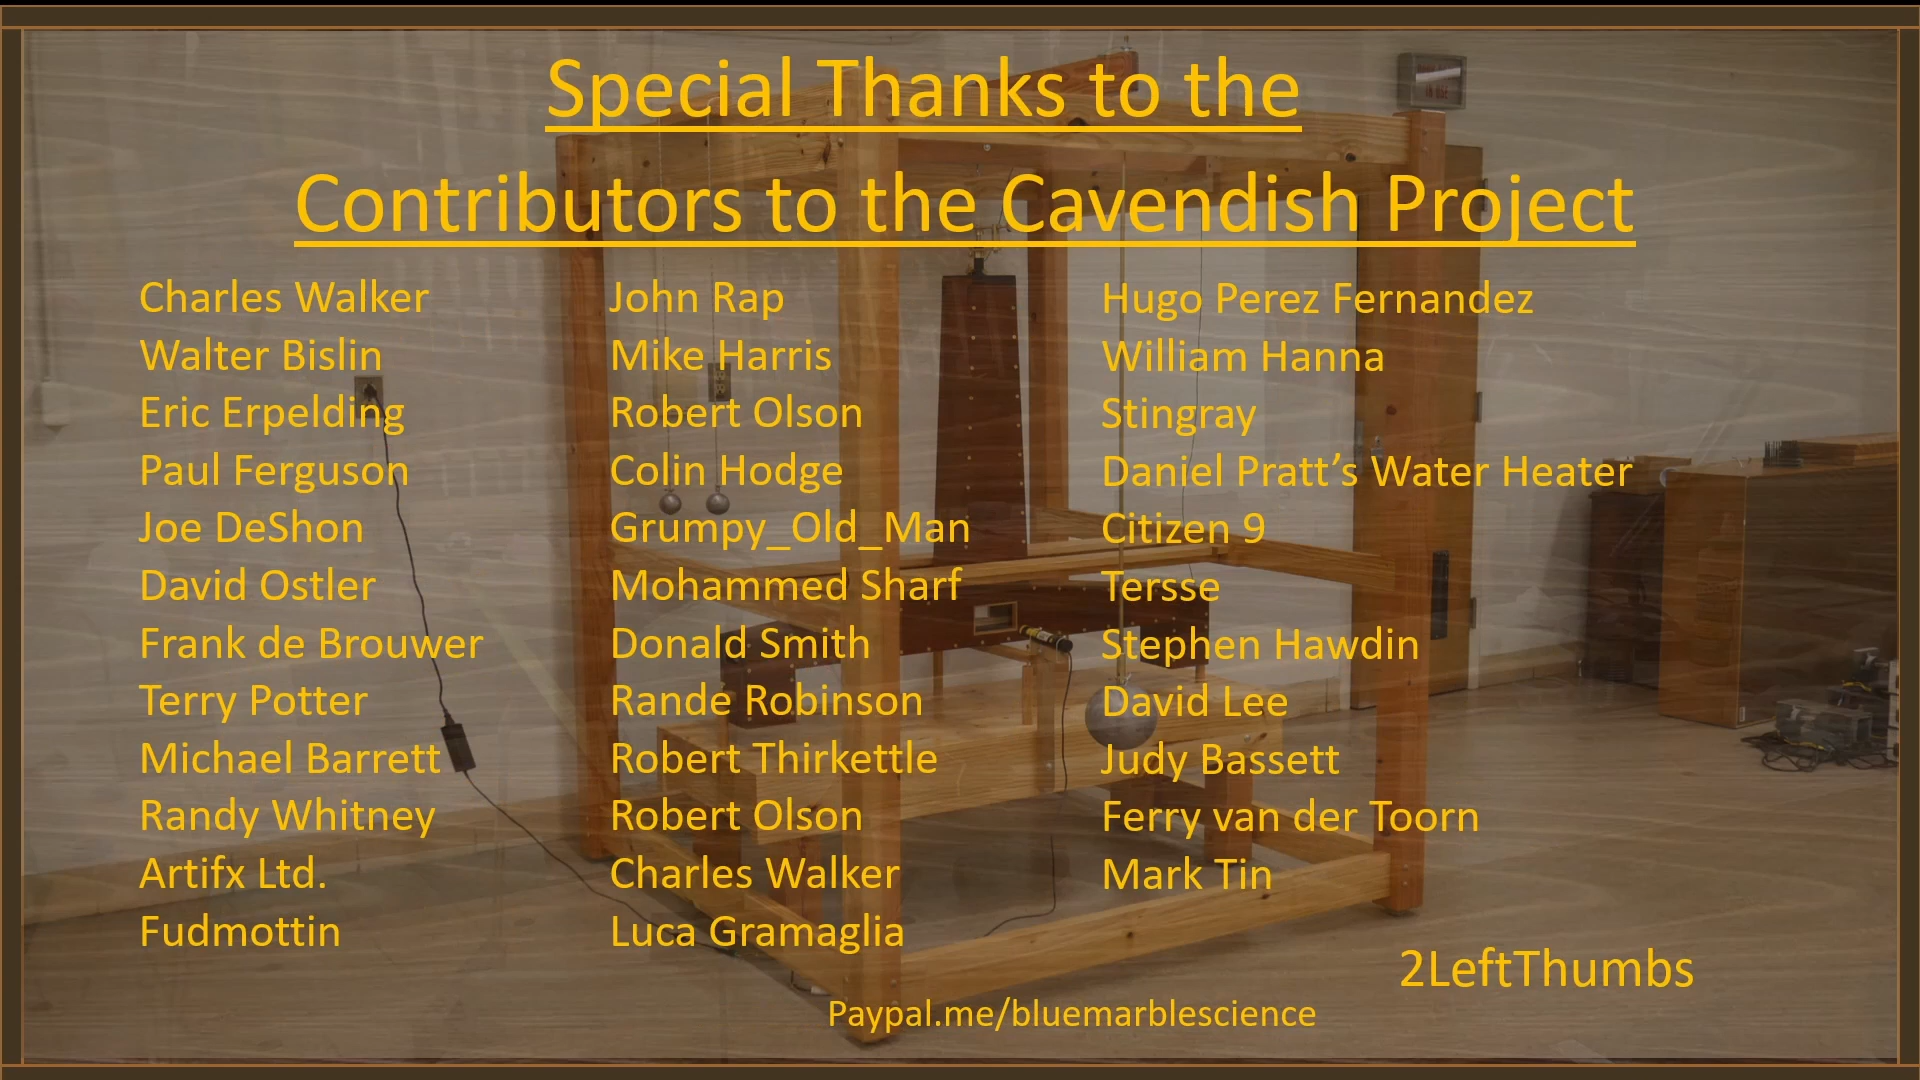 Special Thanks to the
Contributors to the Cavendish Project
Charles Walker
Walter Bislin
Eric Erpelding
Paul Ferguson
Joe DeShon
David Ostler
Frank de Brouwer
Terry Potter
Michael Barrett
Randy Whitney
Artifx Ltd.
Fudmottin
John Rap
Mike Harris
Robert Olson
Colin Hodge
Grumpy_Old_Man
Mohammed Sharf
Donald Smith
Rande Robinson
Robert Thirkettle
Robert Olson
Charles Walker
Luca Gramaglia
Hugo Perez Fernandez
William Hanna
Stingray
Daniel Pratt’s Water Heater
Citizen 9
Tersse
Stephen Hawdin
David Lee
Judy Bassett
Ferry van der Toorn
Mark Tin
2LeftThumbs
Paypal.me/bluemarblescience